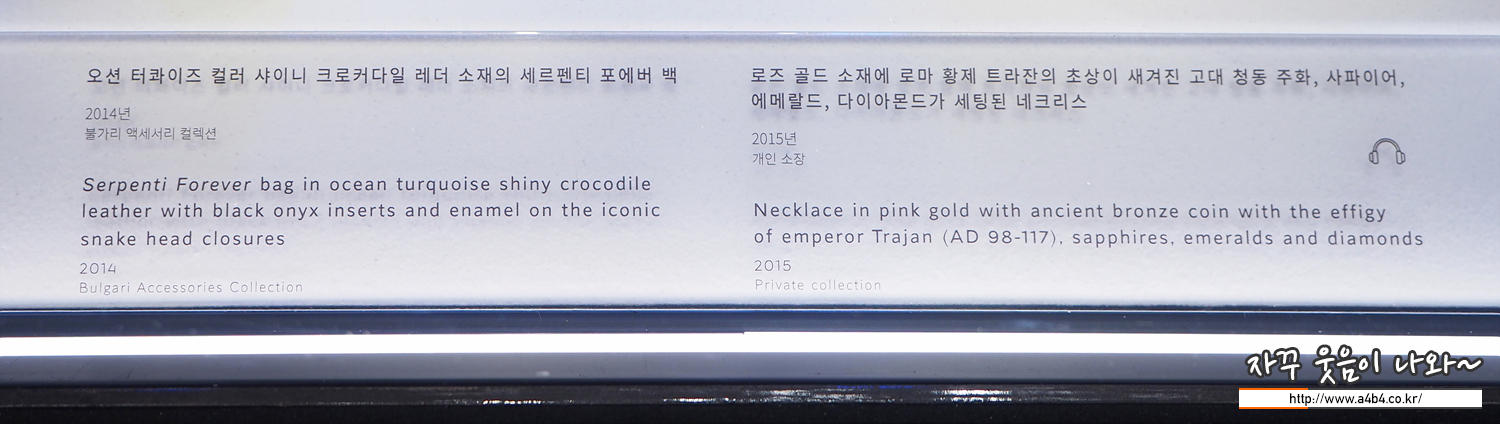 오션 터콰이즈 컬러 샤이니 크로커다일 레더 소재의 세르펜티 포에버 백
2014년
불가리 액세서리 컬렉션
Serpenti Forever bag in ocean turquoise shiny crocodile
leather with black onyx inserts and enamel on the iconic
snake head closures
2014
Bulgari Accessories Collection
로즈 골드 소재에 로마 황제 트라잔의 초상이 새겨진 고대 청동 주화, 사파이어,
에메랄드, 다이아몬드가 세팅된 네크리스
2015년
개인 소장
Necklace in pink gold with ancient bronze coin with the effigy
of emperor Trajan (AD 98-117), sapphires, emeralds and diamonds
2015
Private collection
자꾸 웃음이 나와~
http://www.a4b4.co.kr/